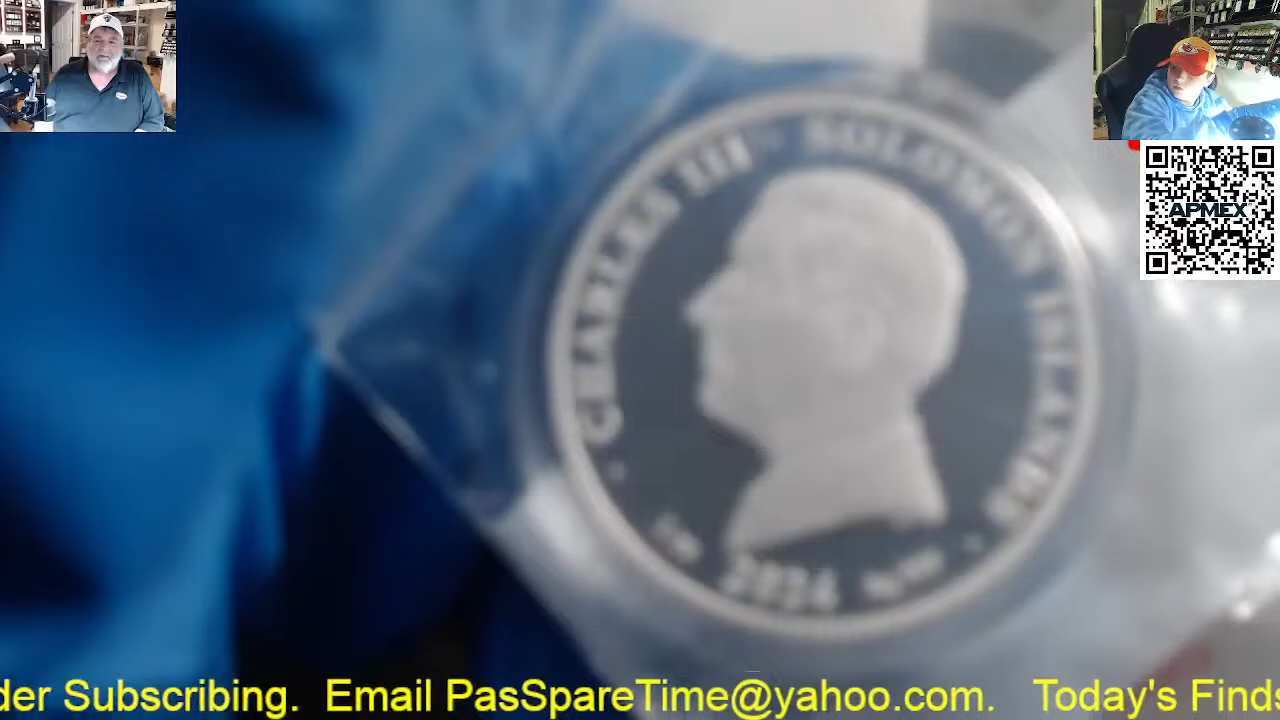 · CHARLES III · SOLOMON ISLANDS ·
2024
APMEX
der Subscribing. Email PasSpareTime@yahoo.com. Today's Finds